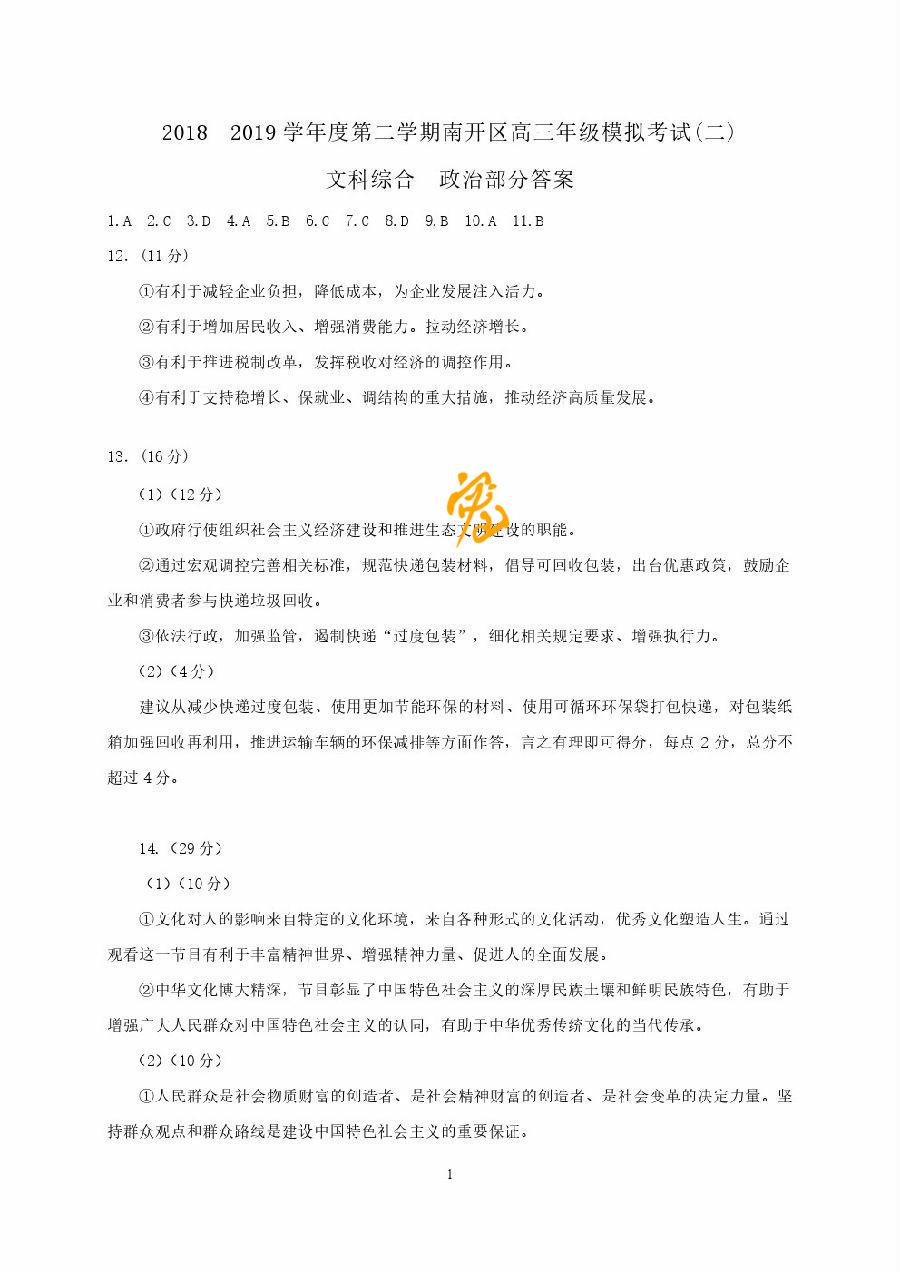 2018 2019学年度第二学期南开区高三年级模拟考试(二)
文科综合 政治部分答案
1.A 2.C 3.D 4.A 5.B 6.C 7.C 8.D 9.B 10.A 11.B
12. (11分)
①有利于减轻企业负担，降低成本，为企业发展注入活力。
②有利于增加居民收入、增强消费能力。拉动经济增长。
③有利于推进税制改革，发挥税收对经济的调控作用。
④有利于支持稳增长、保就业、调结构的重大措施，推动经济高质量发展。
13. (16分)
(1)(12分)
①政府行使组织社会主义经济建设和推进生态文明建设的职能。
②通过宏观调控完善相关标准，规范快递包装材料，倡导可回收包装，出台优惠政策，鼓励企
业和消费者参与快递垃圾回收。
③依法行政，加强监管，遏制快递“过度包装”，细化相关规定要求、增强执行力。
(2)(4分)
建议从减少快递过度包装、使用更加节能环保的材料、使用可循环环保袋打包快递，对包装纸
箱加强回收再利用，推进运输车辆的环保减排等方面作答，言之有理即可得分，每点2分，总分不
超过4分。
14.（29分）
(1)(10分)
①文化对人的影响来自特定的文化环境，来自各种形式的文化活动，优秀文化塑造人生。通过
观看这一节目有利于丰富精神世界、增强精神力量、促进人的全面发展。
②中华文化博大精深，节目彰显了中国特色社会主义的深厚民族土壤和鲜明民族特色，有助于
增强广大人民群众对中国特色社会主义的认同，有助于中华优秀传统文化的当代传承。
(2)(10分)
①人民群众是社会物质财富的创造者、是社会精神财富的创造者、是社会变革的决定力量。坚
持群众观点和群众路线是建设中国特色社会主义的重要保证。
1